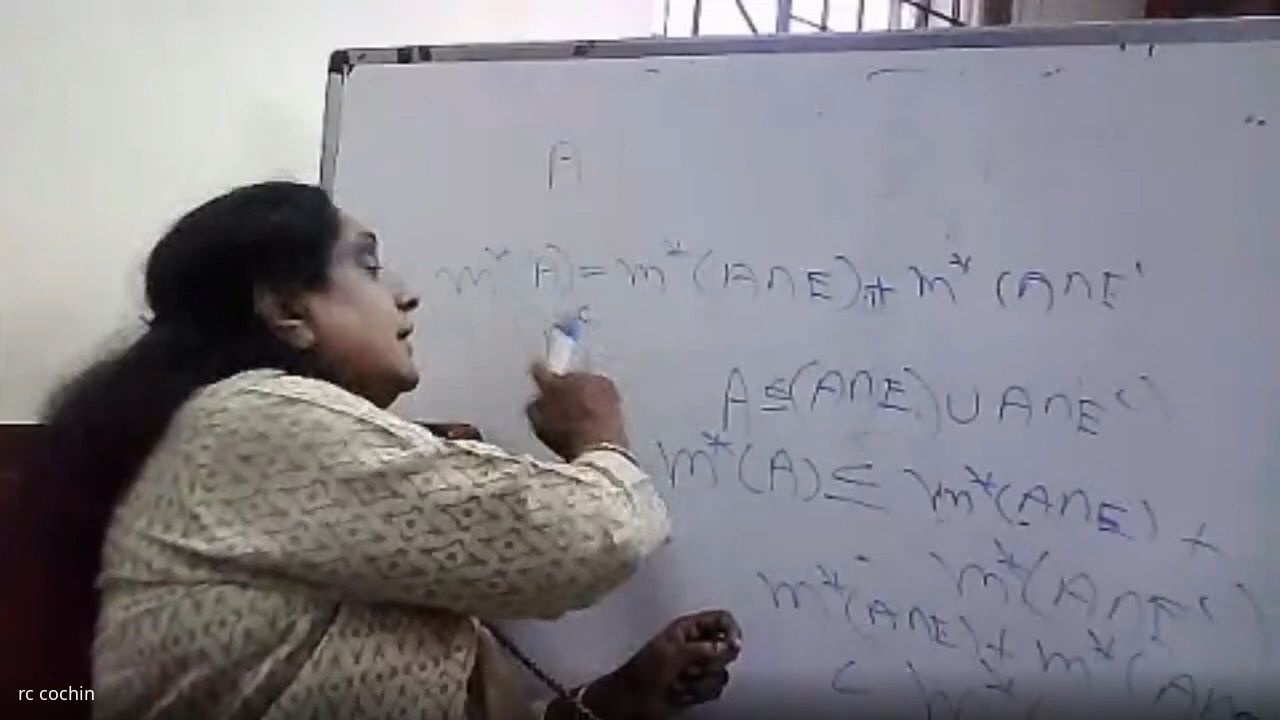 A
m*(A) = m*(A∩E) + m*(A∩E'
c
A ⊆ (A∩E) ∪ A∩E')
m*(A) ≤ m*(A∩E) +
m*(A∩E')
m*(A∩E) + m*(A∩
rc cochin